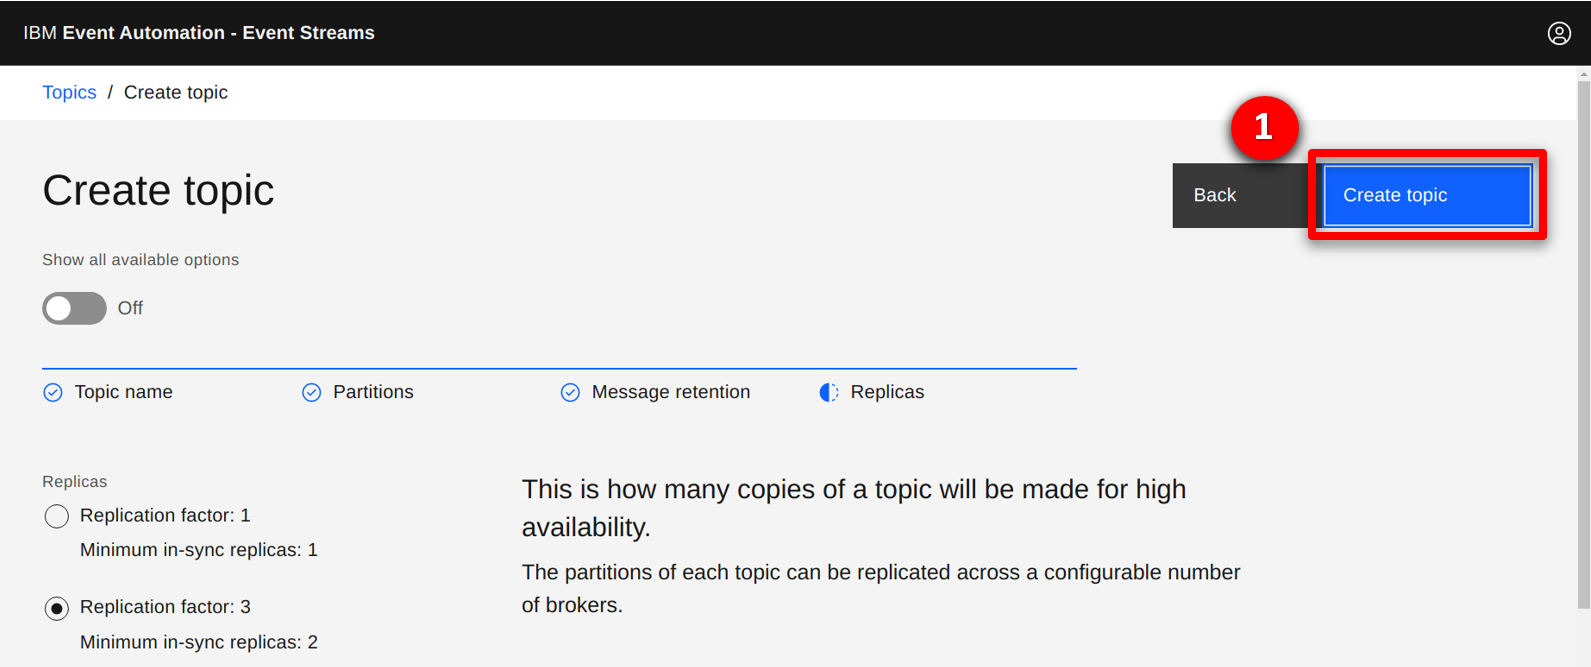 IBM Event Automation - Event Streams
Topics / Create topic
1
Create topic
Back
Create topic
Show all available options
Off
Topic name
Partitions
Message retention
Replicas
Replicas
Replication factor: 1
Minimum in-sync replicas: 1
Replication factor: 3
Minimum in-sync replicas: 2
This is how many copies of a topic will be made for high
availability.
The partitions of each topic can be replicated across a configurable number
of brokers.